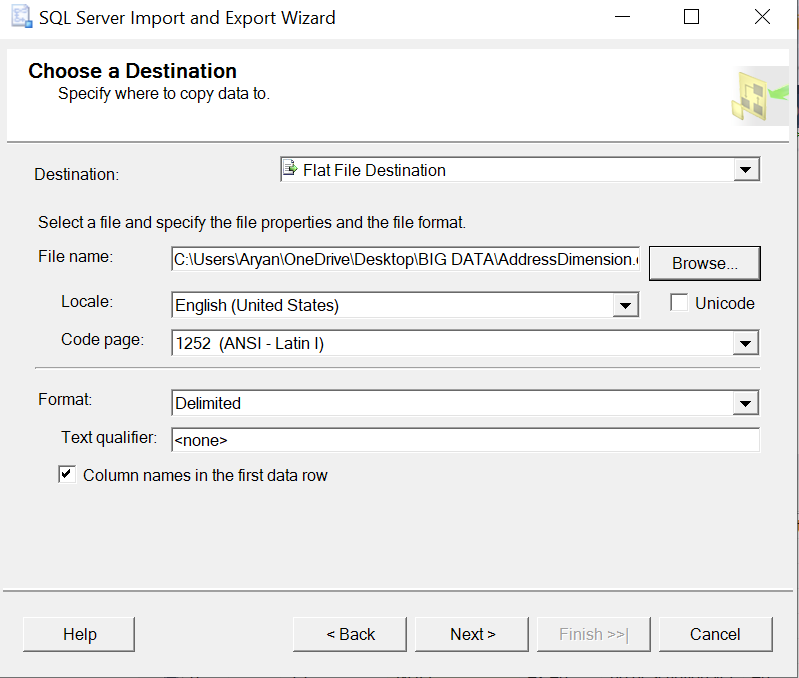 SQL Server Import and Export Wizard
Choose a Destination
Specify where to copy data to.
Destination: Flat File Destination
Select a file and specify the file properties and the file format.
File name: C:\Users\Aryan\OneDrive\Desktop\BIG DATA\AddressDimension. Browse...
Locale: English (United States) Unicode
Code page: 1252 (ANSI - Latin I)
Format: Delimited
Text qualifier: <none>
Column names in the first data row
Help < Back Next > Finish >>| Cancel